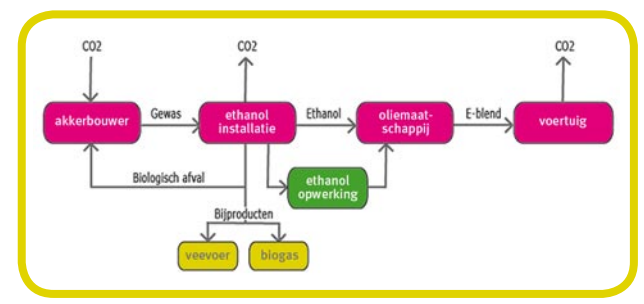 CO2 CO2 CO2
akkerbouwer
Gewas
ethanol
installatie
Ethanol
oliemaat-
schappij
E-blend
voertuig
Biologisch afval
ethanol
opwerking
Bijproducten
veevoer
biogas